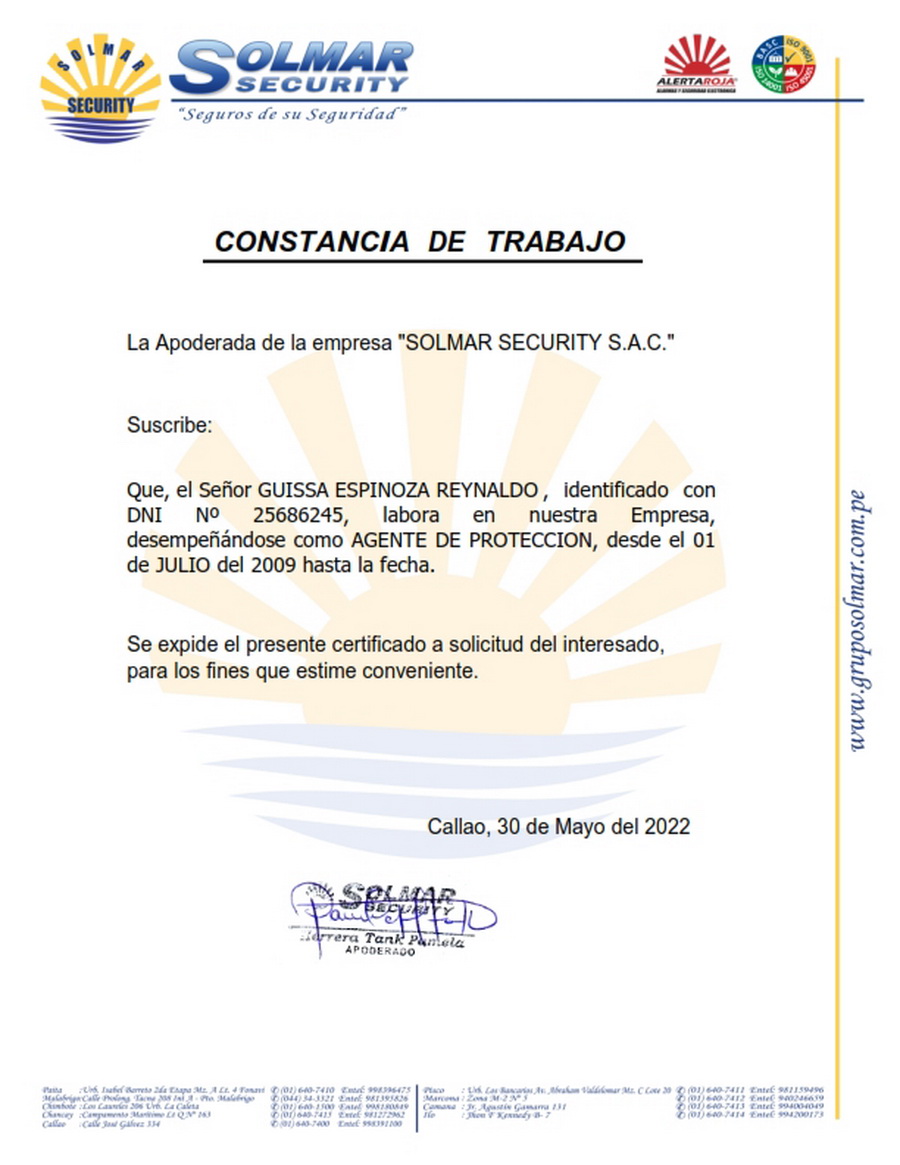 SOLMAR
SECURITY
SOLMAR
SECURITY
"Seguros de su Seguridad"
ALERTAROJA
ALARMAS Y SEGURIDAD ELECTRONICA
BASC ISO 9001
ISO 14001 ISO 45001
CONSTANCIA DE TRABAJO
La Apoderada de la empresa "SOLMAR SECURITY S.A.C."
Suscribe:
Que, el Señor GUISSA ESPINOZA REYNALDO , identificado con
DNI Nº 25686245, labora en nuestra Empresa,
desempeñándose como AGENTE DE PROTECCION, desde el 01
de JULIO del 2009 hasta la fecha.
Se expide el presente certificado a solicitud del interesado,
para los fines que estime conveniente.
Callao, 30 de Mayo del 2022
SOLMAR
SECURITY
Herrera Tank Pamela
APODERADO
www.gruposolmar.com.pe
Paita :Urb. Isabel Barreto 2da Etapa Mz. A Lt. 4 Fonavi (01) 640-7410 Entel: 998396475
Malabrigo:Calle Prolong. Tacna 208 Int.A - Pto. Malabrigo (044) 34-3321 Entel: 981395826
Chimbote :Los Laureles 206 Urb. La Caleta (01) 640-1500 Entel: 998180849
Chancay :Campamento Marítimo Lt Q Nº 163 (01) 640-7415 Entel: 981272962
Callao :Calle José Gálvez 334 (01) 640-7400 Entel: 998391100
Pisco : Urb. Los Bancarios Av. Abraham Valdelomar Mz. C Lote 20 (01) 640-7411 Entel: 981159496
Marcona : Zona M-2 Nº 5 (01) 640-7412 Entel: 940246659
Camana : Jr. Agustín Gamarra 131 (01) 640-7413 Entel: 994004049
Ilo : Jhon F Kennedy B- 7 (01) 640-7414 Entel: 994200173